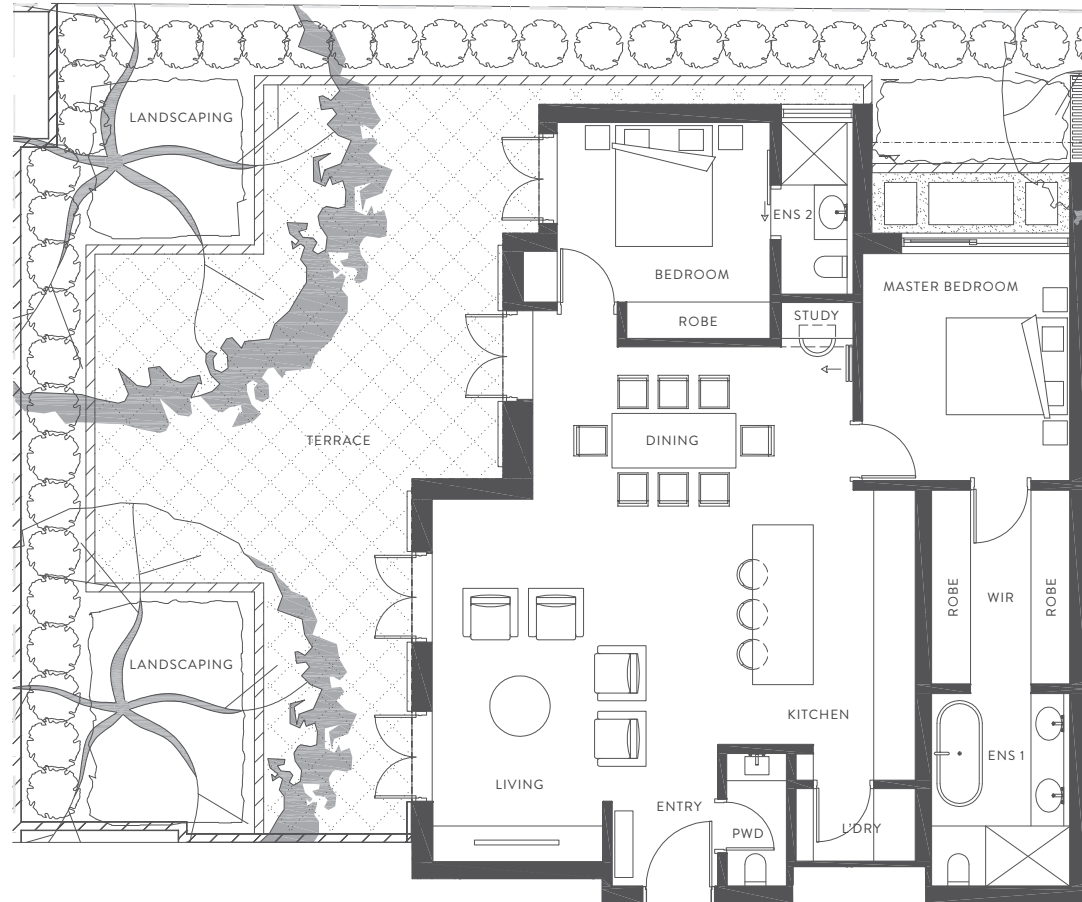 LANDSCAPING
ENS 2
BEDROOM
MASTER BEDROOM
STUDY
ROBE
TERRACE
DINING
ROBE
WIR
ROBE
LANDSCAPING
KITCHEN
ENS 1
LIVING
ENTRY
PWD
L'DRY